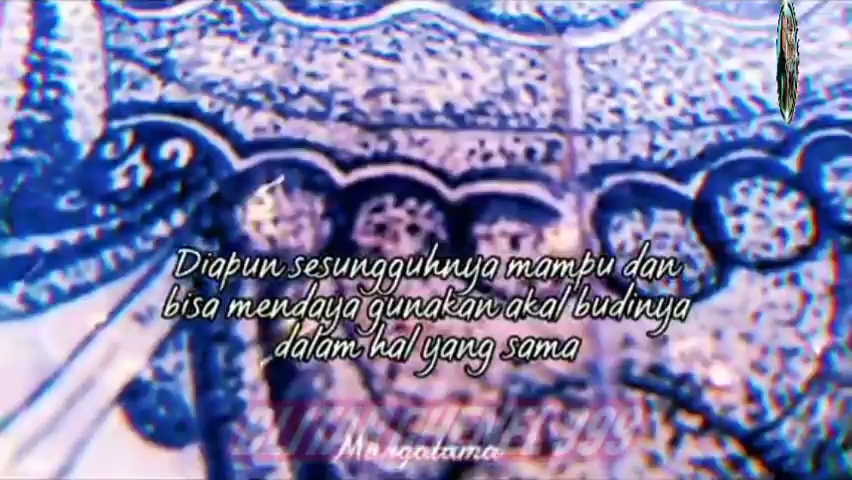 Diapun sesungguhnya mampu dan
bisa mendaya gunakan akal budinya
dalam hal yang sama
Margatama